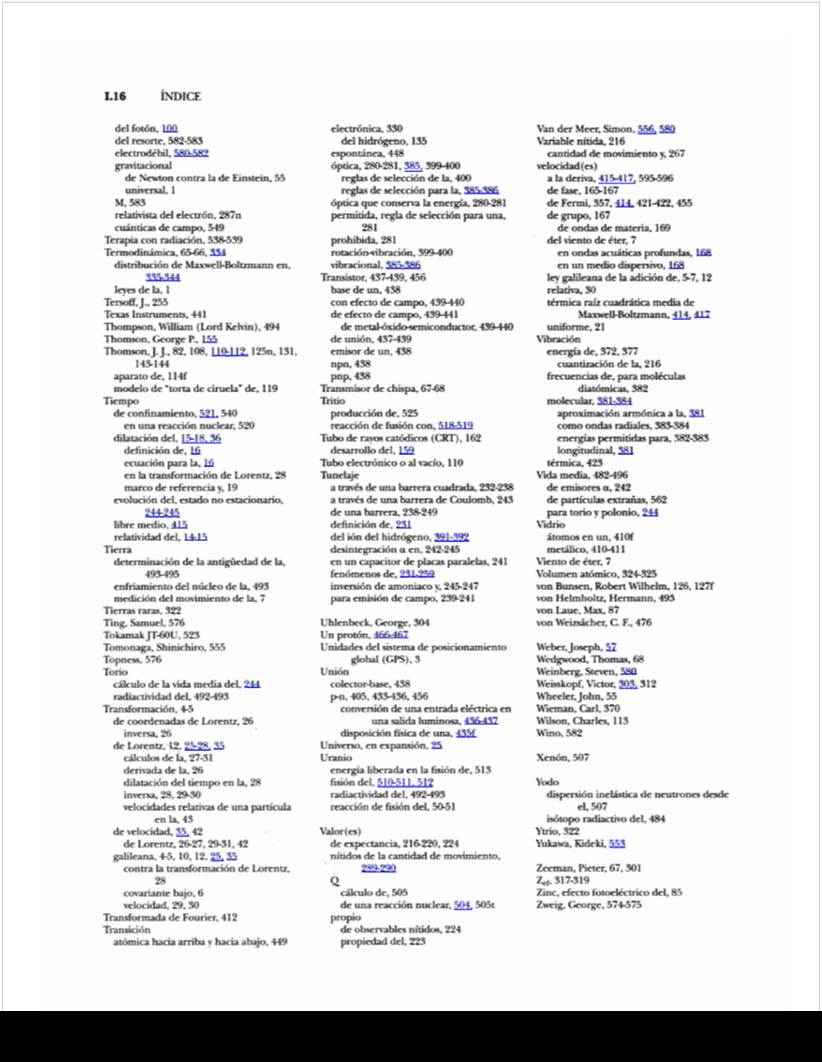 I.16 ÍNDICE
del fotón, 100
del resorte, 582-583
electrodébil, 580-582
gravitacional
de Newton contra la de Einstein, 55
universal, 1
M, 583
relativista del electrón, 287n
cuánticas de campo, 549
Terapia con radiación, 538-539
Termodinámica, 65-66, 334
distribución de Maxwell-Boltzmann en,
335-344
leyes de la, 1
Tersoff, J., 255
Texas Instruments, 441
Thompson, William (Lord Kelvin), 494
Thomson, George P., 155
Thomson, J. J., 82, 108, 110-112, 125n, 131,
143-144
aparato de, 114f
modelo de “torta de ciruela” de, 119
Tiempo
de confinamiento, 521, 540
en una reacción nuclear, 520
dilatación del, 15-18, 36
definición de, 16
ecuación para la, 16
en la transformación de Lorentz, 28
marco de referencia y, 19
evolución del, estado no estacionario,
244-245
libre medio, 415
relatividad del, 14-15
Tierra
determinación de la antigüedad de la,
493-495
enfriamiento del núcleo de la, 493
medición del movimiento de la, 7
Tierras raras, 322
Ting, Samuel, 576
Tokamak JT-60U, 523
Tomonaga, Shinichiro, 555
Topness, 576
Torio
cálculo de la vida media del, 244
radiactividad del, 492-493
Transformación, 4-5
de coordenadas de Lorentz, 26
inversa, 26
de Lorentz, 12, 25-28, 35
cálculos de la, 27-31
derivada de la, 26
dilatación del tiempo en la, 28
inversa, 28, 29-30
velocidades relativas de una partícula
en la, 43
de velocidad, 35, 42
de Lorentz, 26-27, 29-31, 42
galileana, 4-5, 10, 12, 25, 35
contra la transformación de Lorentz,
28
covariante bajo, 6
velocidad, 29, 30
Transformada de Fourier, 412
Transición
atómica hacia arriba y hacia abajo, 449
electrónica, 330
del hidrógeno, 135
espontánea, 448
óptica, 280-281, 385, 399-400
reglas de selección de la, 400
reglas de selección para la, 385-386
óptica que conserva la energía, 280-281
permitida, regla de selección para una,
281
prohibida, 281
rotación-vibración, 399-400
vibracional, 385-386
Transistor, 437-439, 456
base de un, 438
con efecto de campo, 439-440
de efecto de campo, 439-441
de metal-óxido-semiconductor, 439-440
de unión, 437-439
emisor de un, 438
npn, 438
pnp, 438
Transmisor de chispa, 67-68
Tritio
producción de, 525
reacción de fusión con, 518-519
Tubo de rayos catódicos (CRT), 162
desarrollo del, 159
Tubo electrónico o al vacío, 110
Tunelaje
a través de una barrera cuadrada, 232-238
a través de una barrera de Coulomb, 243
de una barrera, 238-249
definición de, 231
del ión del hidrógeno, 391-392
desintegración α en, 242-245
en un capacitor de placas paralelas, 241
fenómenos de, 231-259
inversión de amoniaco y, 245-247
para emisión de campo, 239-241
Uhlenbeck, George, 304
Un protón, 466-467
Unidades del sistema de posicionamiento
global (GPS), 3
Unión
colector-base, 438
p-n, 405, 433-436, 456
conversión de una entrada eléctrica en
una salida luminosa, 436-437
disposición física de una, 435f
Universo, en expansión, 25
Uranio
energía liberada en la fisión de, 513
fisión del, 510-511, 512
radiactividad del, 492-493
reacción de fisión del, 50-51
Valor(es)
de expectancia, 216-220, 224
nítidos de la cantidad de movimiento,
289-290
Q
cálculo de, 505
de una reacción nuclear, 504, 505t
propio
de observables nítidos, 224
propiedad del, 223
Van der Meer, Simon, 556, 580
Variable nítida, 216
cantidad de movimiento y, 267
velocidad(es)
a la deriva, 415-417, 595-596
de fase, 165-167
de Fermi, 357, 414, 421-422, 455
de grupo, 167
de ondas de materia, 169
del viento de éter, 7
en ondas acuáticas profundas, 168
en un medio dispersivo, 168
ley galileana de la adición de, 5-7, 12
relativa, 30
térmica raíz cuadrática media de
Maxwell-Boltzmann, 414, 417
uniforme, 21
Vibración
energía de, 372, 377
cuantización de la, 216
frecuencias de, para moléculas
diatómicas, 382
molecular, 381-384
aproximación armónica a la, 381
como ondas radiales, 383-384
energías permitidas para, 382-383
longitudinal, 381
térmica, 423
Vida media, 482-496
de emisores α, 242
de partículas extrañas, 562
para torio y polonio, 244
Vidrio
átomos en un, 410f
metálico, 410-411
Viento de éter, 7
Volumen atómico, 324-325
von Bunsen, Robert Wilhelm, 126, 127f
von Helmholtz, Hermann, 493
von Laue, Max, 87
von Weizsächer, C. F., 476
Weber, Joseph, 57
Wedgwood, Thomas, 68
Weinberg, Steven, 580
Weisskopf, Victor, 303, 312
Wheeler, John, 55
Wieman, Carl, 370
Wilson, Charles, 113
Wino, 582
Xenón, 507
Yodo
dispersión inelástica de neutrones desde
el, 507
isótopo radiactivo del, 484
Ytrio, 322
Yukawa, Kideki, 553
Zeeman, Pieter, 67, 301
Zef, 317-319
Zinc, efecto fotoeléctrico del, 85
Zweig, George, 574-575